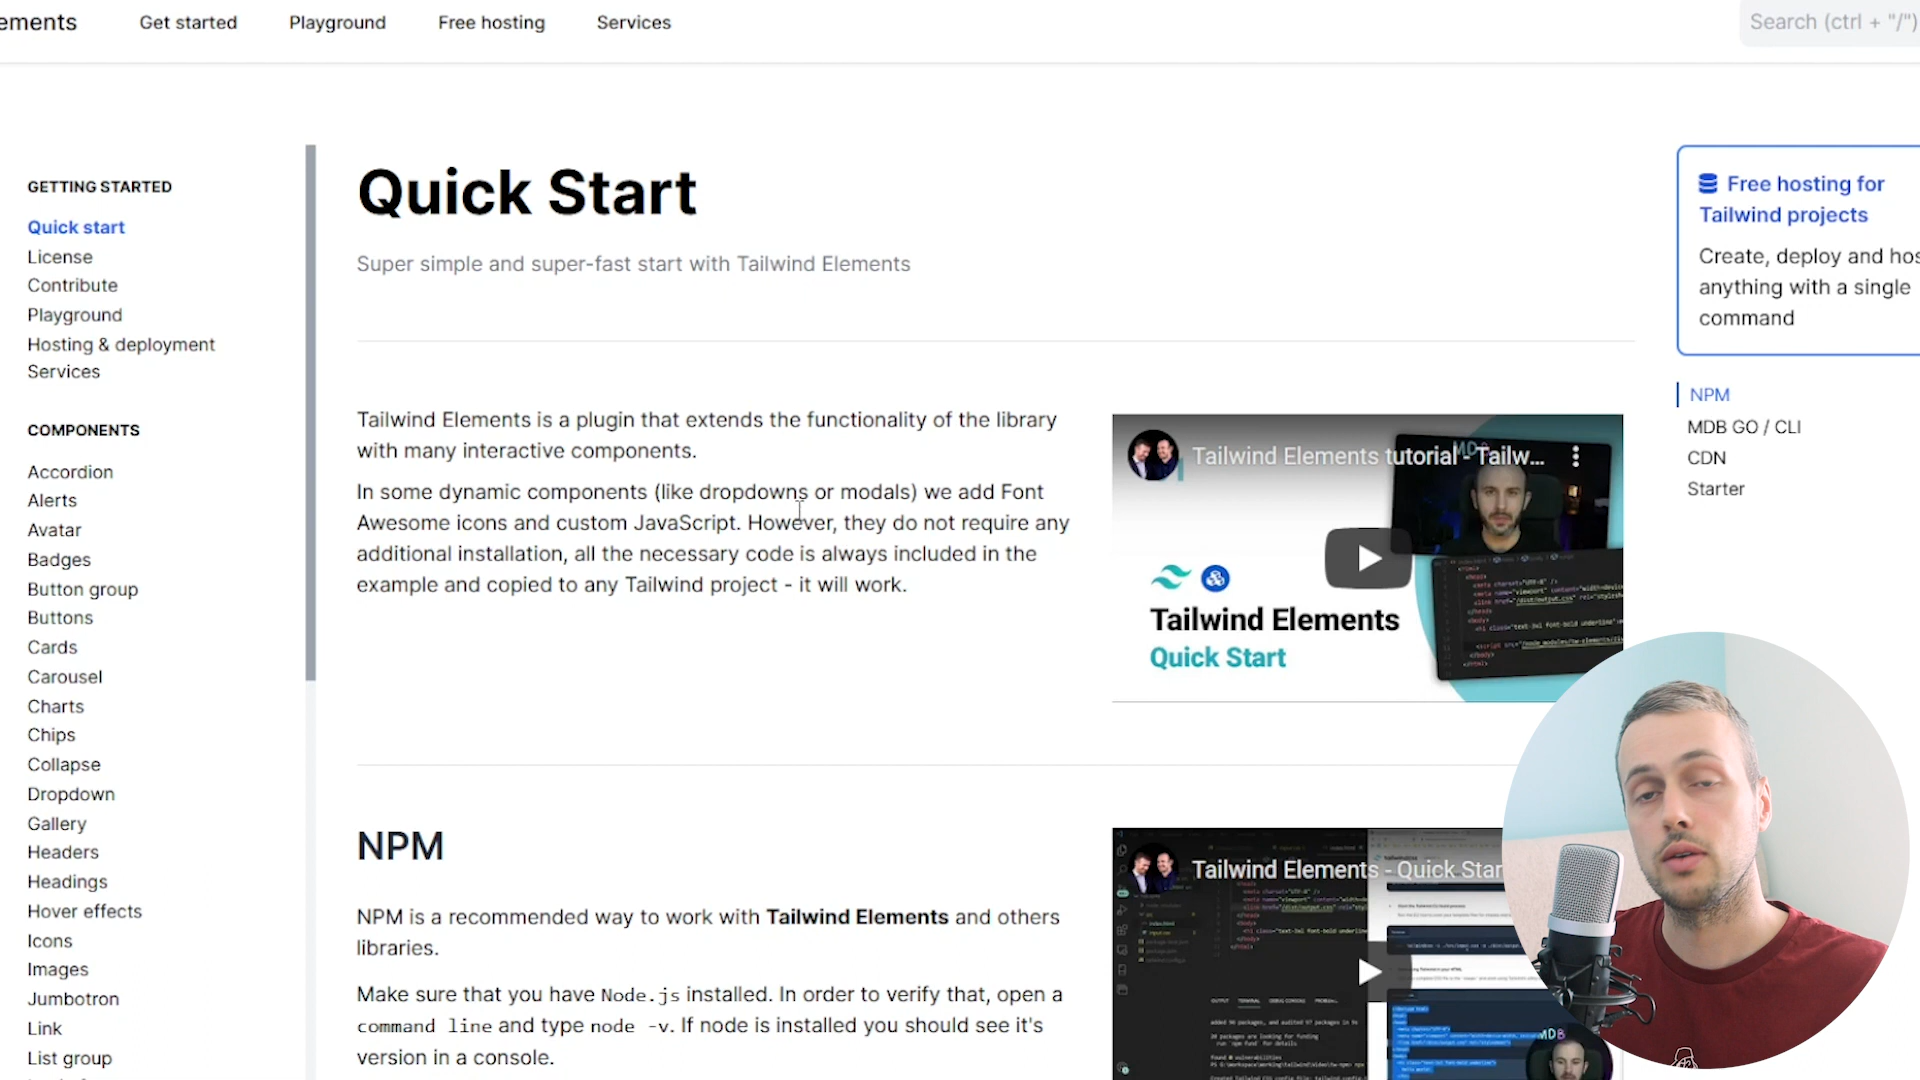 ements
Get started
Playground
Free hosting
Services
Search (ctrl + "/")
GETTING STARTED
Quick start
License
Contribute
Playground
Hosting & deployment
Services
COMPONENTS
Accordion
Alerts
Avatar
Badges
Button group
Buttons
Cards
Carousel
Charts
Chips
Collapse
Dropdown
Gallery
Headers
Headings
Hover effects
Icons
Images
Jumbotron
Link
List group
Quick Start
Super simple and super-fast start with Tailwind Elements
Tailwind Elements is a plugin that extends the functionality of the library
with many interactive components.
In some dynamic components (like dropdowns or modals) we add Font
Awesome icons and custom JavaScript. However, they do not require any
additional installation, all the necessary code is always included in the
example and copied to any Tailwind project - it will work.
Tailwind Elements tutorial - Tailw...
Tailwind Elements
Quick Start
NPM
NPM is a recommended way to work with Tailwind Elements and others
libraries.
Make sure that you have Node.js installed. In order to verify that, open a
command line and type node -v. If node is installed you should see it's
version in a console.
Tailwind Elements - Quick Star
MDB
Free hosting for
Tailwind projects
Create, deploy and hos
anything with a single
command
NPM
MDB GO / CLI
CDN
Starter